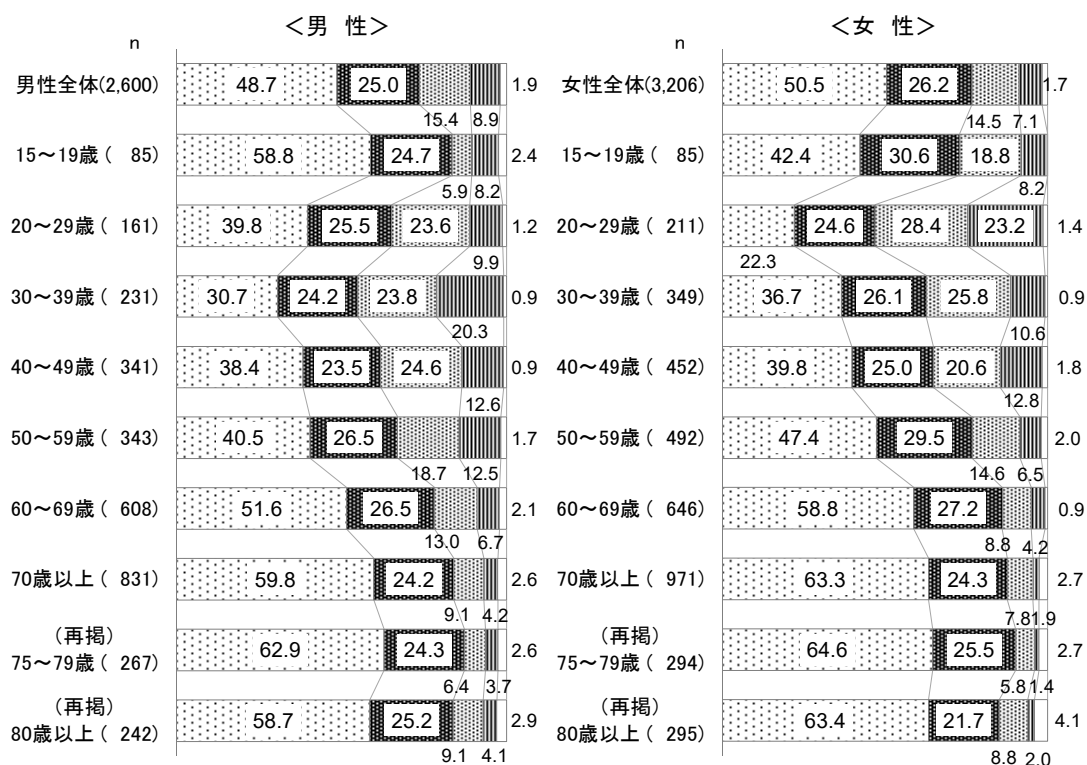 ＜男 性＞
n
男性全体(2,600) 48.7 25.0 1.9
15.4 8.9
15～19歳( 85) 58.8 24.7 2.4
5.9 8.2
20～29歳( 161) 39.8 25.5 23.6 1.2
9.9
30～39歳( 231) 30.7 24.2 23.8 0.9
20.3
40～49歳( 341) 38.4 23.5 24.6 0.9
12.6
50～59歳( 343) 40.5 26.5 1.7
18.7 12.5
60～69歳( 608) 51.6 26.5 2.1
13.0 6.7
70歳以上( 831) 59.8 24.2 2.6
9.1 4.2
(再掲)
75～79歳( 267) 62.9 24.3 2.6
6.4 3.7
(再掲)
80歳以上( 242) 58.7 25.2 2.9
9.1 4.1
＜女 性＞
n
女性全体(3,206) 50.5 26.2 1.7
14.5 7.1
15～19歳( 85) 42.4 30.6 18.8
8.2
20～29歳( 211) 24.6 28.4 23.2 1.4
22.3
30～39歳( 349) 36.7 26.1 25.8 0.9
10.6
40～49歳( 452) 39.8 25.0 20.6 1.8
12.8
50～59歳( 492) 47.4 29.5 2.0
14.6 6.5
60～69歳( 646) 58.8 27.2 0.9
8.8 4.2
70歳以上( 971) 63.3 24.3 2.7
7.8 1.9
(再掲)
75～79歳( 294) 64.6 25.5 2.7
5.8 1.4
(再掲)
80歳以上( 295) 63.4 21.7 4.1
8.8 2.0